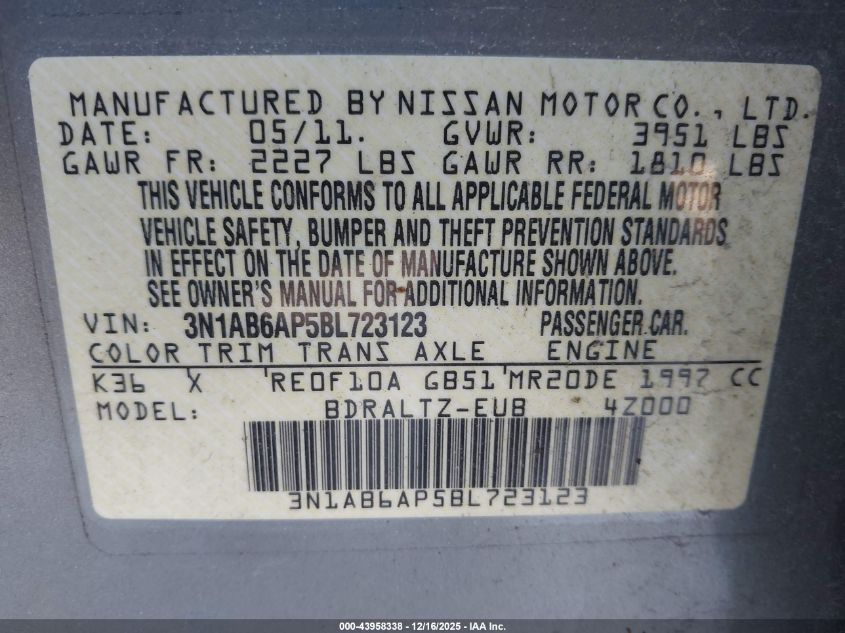 MANUFACTURED BY NISSAN MOTOR CO., LTD.
DATE: 05/11. GVWR: 3951 LBS
GAWR FR: 2227 LBS GAWR RR: 1810 LBS
THIS VEHICLE CONFORMS TO ALL APPLICABLE FEDERAL MOTOR
VEHICLE SAFETY, BUMPER AND THEFT PREVENTION STANDARDS
IN EFFECT ON THE DATE OF MANUFACTURE SHOWN ABOVE.
SEE OWNER'S MANUAL FOR ADDITIONAL INFORMATION.
VIN: 3N1AB6AP5BL723123 PASSENGER CAR.
COLOR TRIM TRANS AXLE ENGINE
K36 X RE0F10A GB51 MR20DE 1997 CC
MODEL: BDRALTZ-EUB 4Z000
3N1AB6AP5BL723123
000-43958338 - 12/16/2025 - IAA Inc.